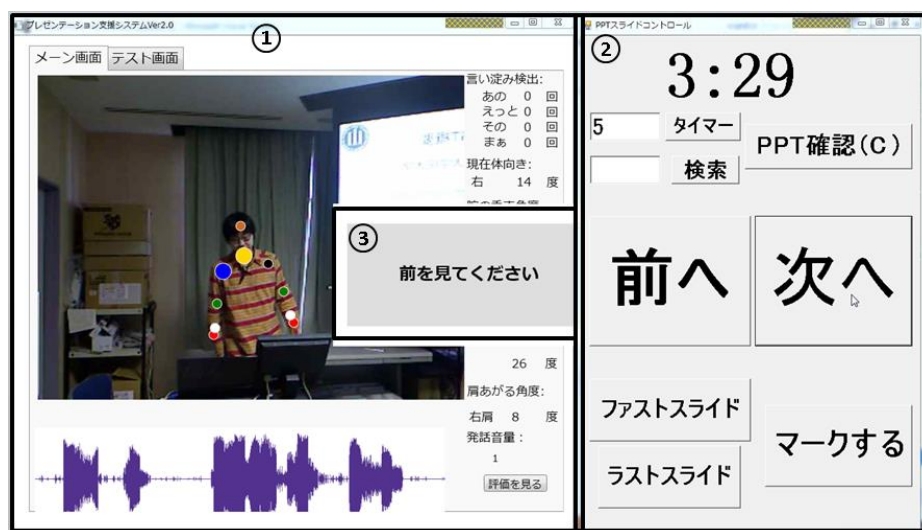 プレゼンテーション支援システムVer2.0
①
メーン画面
テスト画面
言い淀み検出:
あの 0 回
えっと 0 回
その 0 回
まぁ 0 回
現在体向き:
右 14 度
③
前を見てください
26 度
肩あがる角度:
右肩 8 度
発話音量:
1
評価を見る
PPTスライドコントロール
②
3:29
5
タイマー
検索
PPT確認(C)
前へ
次へ
ファストスライド
ラストスライド
マークする